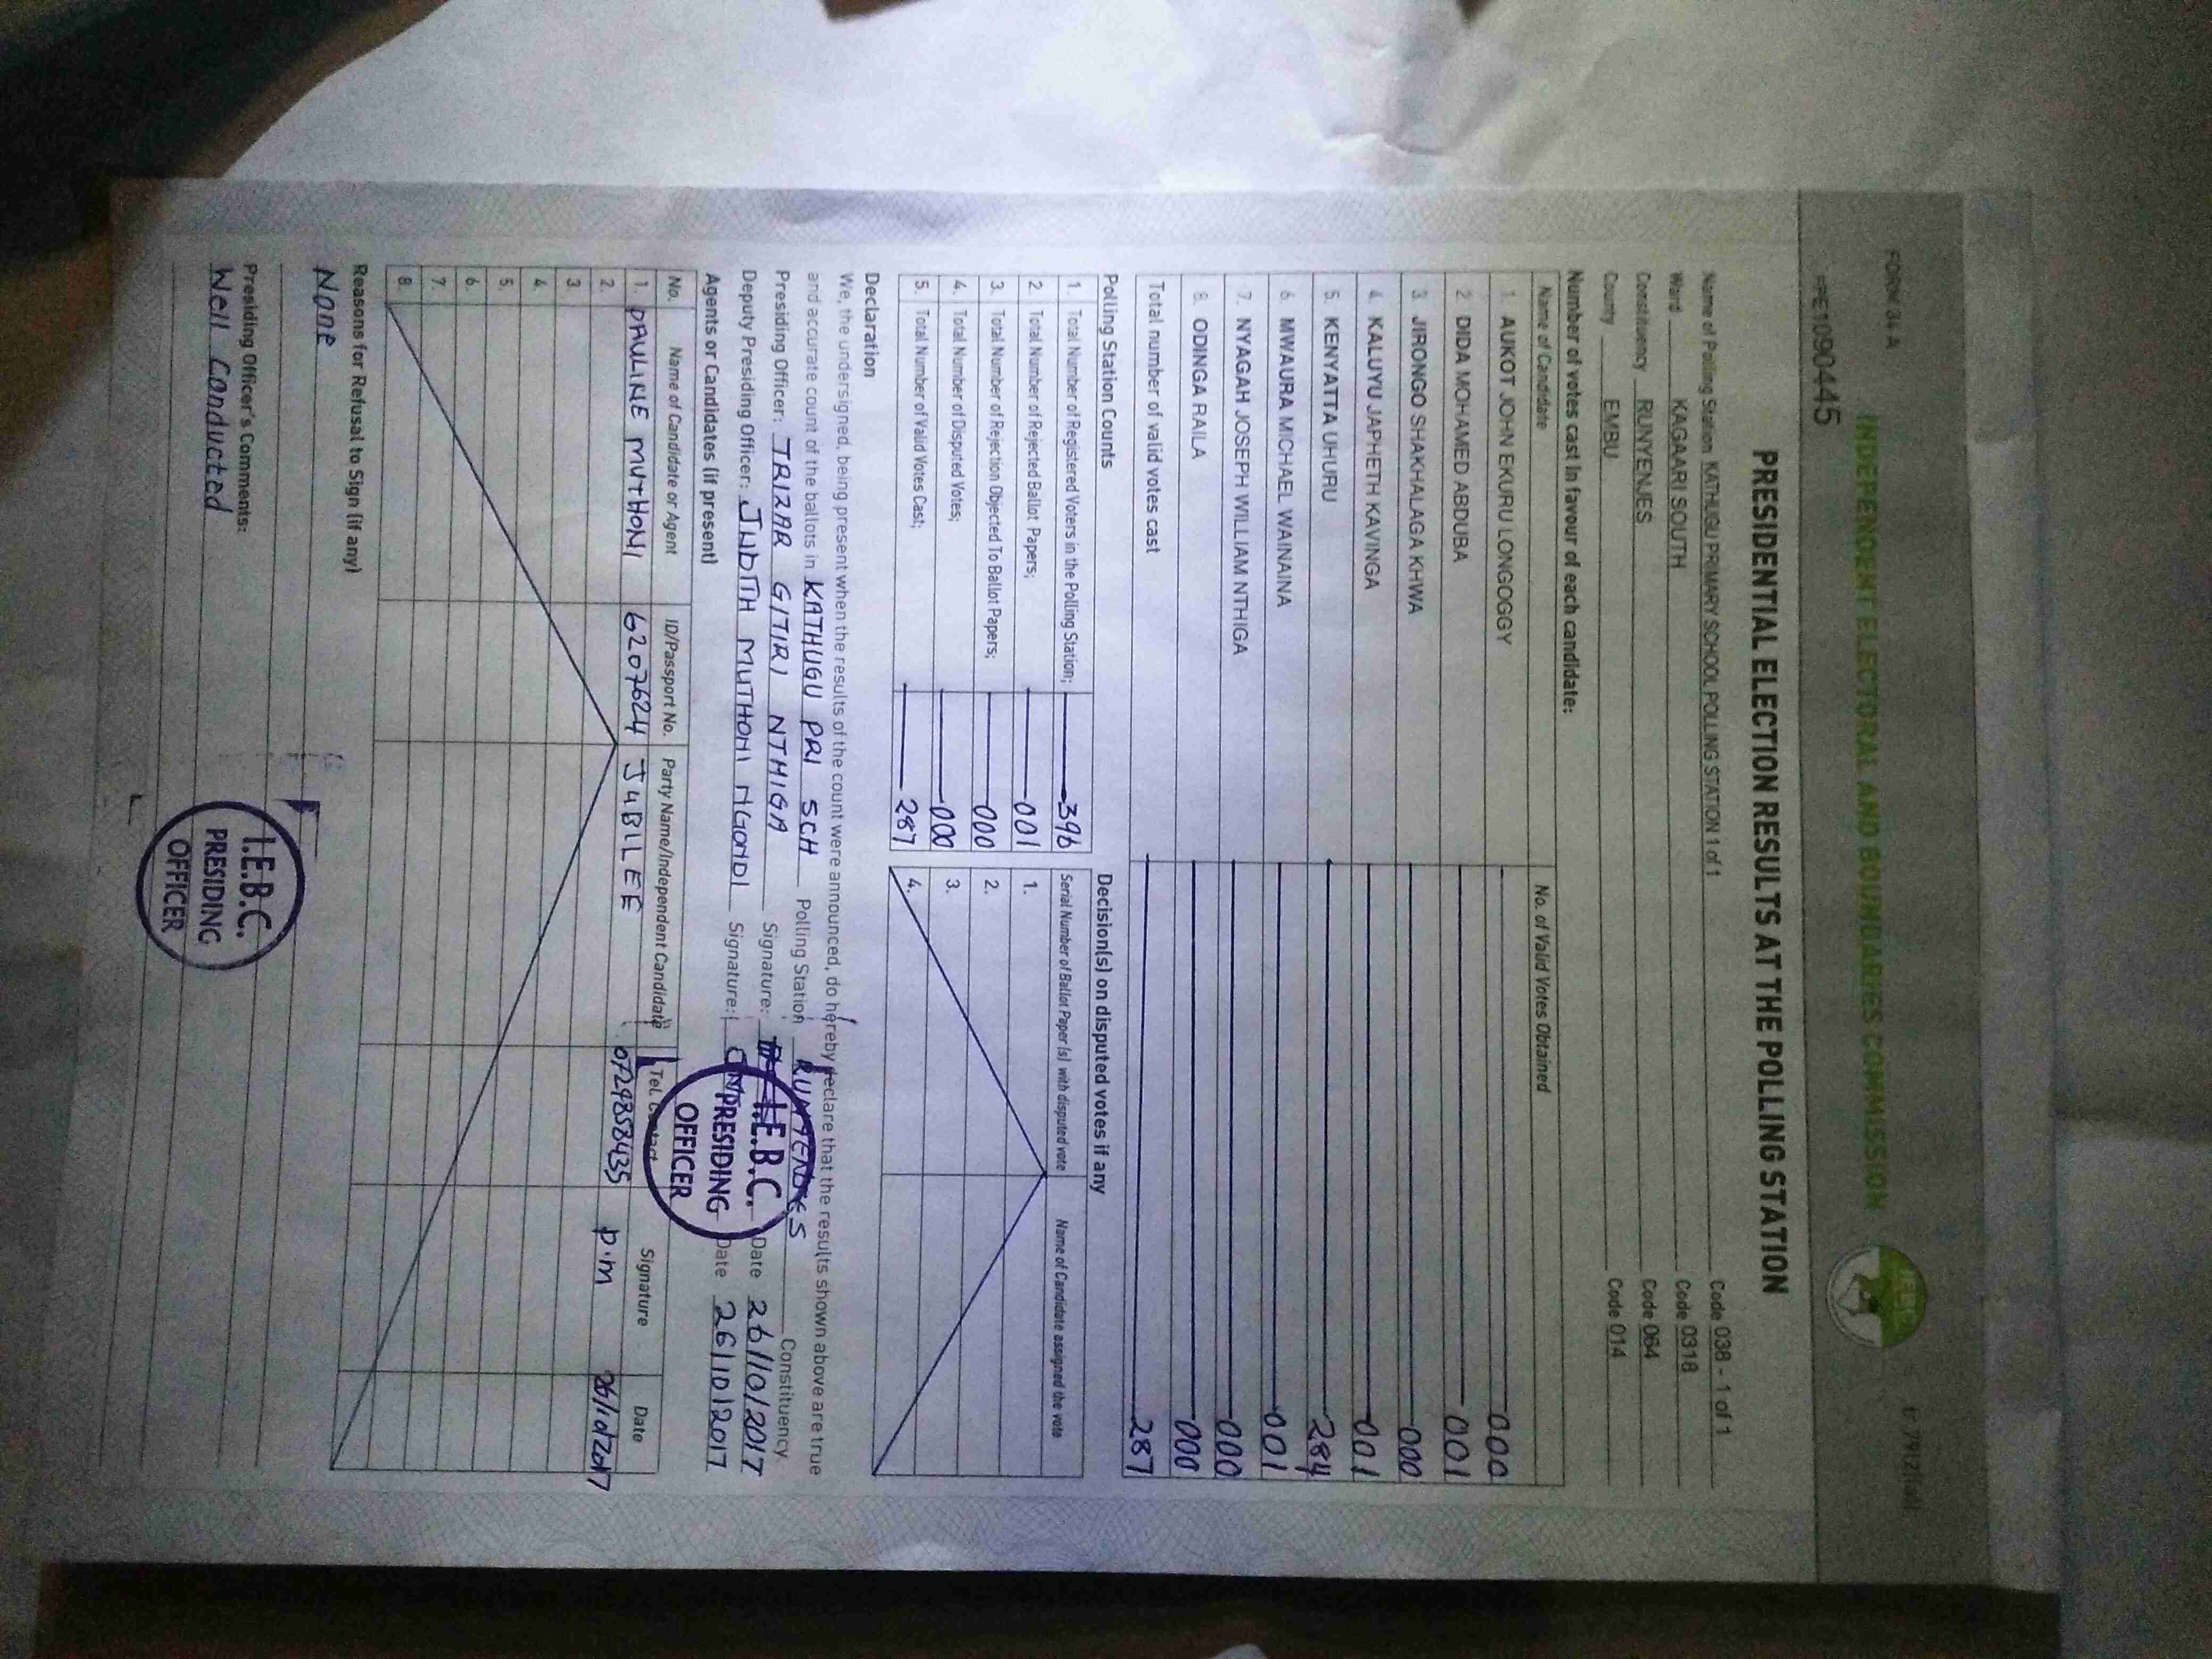 FORM 34 A
INDEPENDENT ELECTORAL AND BOUNDARIES COMMISSION
IEBC
PRE1090445
PRESIDENTIAL ELECTION RESULTS AT THE POLLING STATION
Name of Polling Station KATHUGU PRIMARY SCHOOL POLLING STATION 1 of 1 Code 038 - 1 of 1
Ward KAGAARI SOUTH Code 0318
Constituency RUNYENJES Code 064
County EMBU Code 014
Number of votes cast in favour of each candidate:
Name of Candidate No. of Valid Votes Obtained
1. AUKOT JOHN EKURU LONGOGGY 000
2. DIDA MOHAMED ABDUBA 001
3. JIRONGO SHAKHALAGA KHWA 000
4. KALUYU JAPHETH KAVINGA 001
5. KENYATTA UHURU 284
6. MWAURA MICHAEL WAINAINA 001
7. NYAGAH JOSEPH WILLIAM NTHIGA 000
8. ODINGA RAILA 000
Total number of valid votes cast 287
Polling Station Counts Decision(s) on disputed votes if any
1. Total Number of Registered Voters in the Polling Station; 396 Serial Number of Ballot Paper (s) with disputed vote Name of Candidate assigned the vote
2. Total Number of Rejected Ballot Papers; 001 1.
3. Total Number of Rejection Objected To Ballot Papers; 000 2.
4. Total Number of Disputed Votes; 000 3.
5. Total Number of Valid Votes Cast; 287 4.
Declaration
We, the undersigned, being present when the results of the count were announced, do hereby declare that the results shown above are true
and accurate count of the ballots in KATHUGU PRI SCH Polling Station RUNYENJES Constituency
Presiding Officer: TRIZAR GITIRI NTHIGA Signature: Date 26/10/2017
Deputy Presiding Officer: JUDITH MUTHONI NGONDI Signature: Date 26/10/2017
I.E.B.C.
PRESIDING
OFFICER
Agents or Candidates (if present)
No. Name of Candidate or Agent ID/Passport No. Party Name/Independent Candidate Tel. Contact Signature Date
1. PAULINE MUTHONI 6207624 JUBILEE 0729858435 P.M 26/10/2017
2.
3.
4.
5.
6.
7.
8.
Reasons for Refusal to Sign (if any)
None
Presiding Officer's Comments:
Well Conducted
I.E.B.C.
PRESIDING
OFFICER